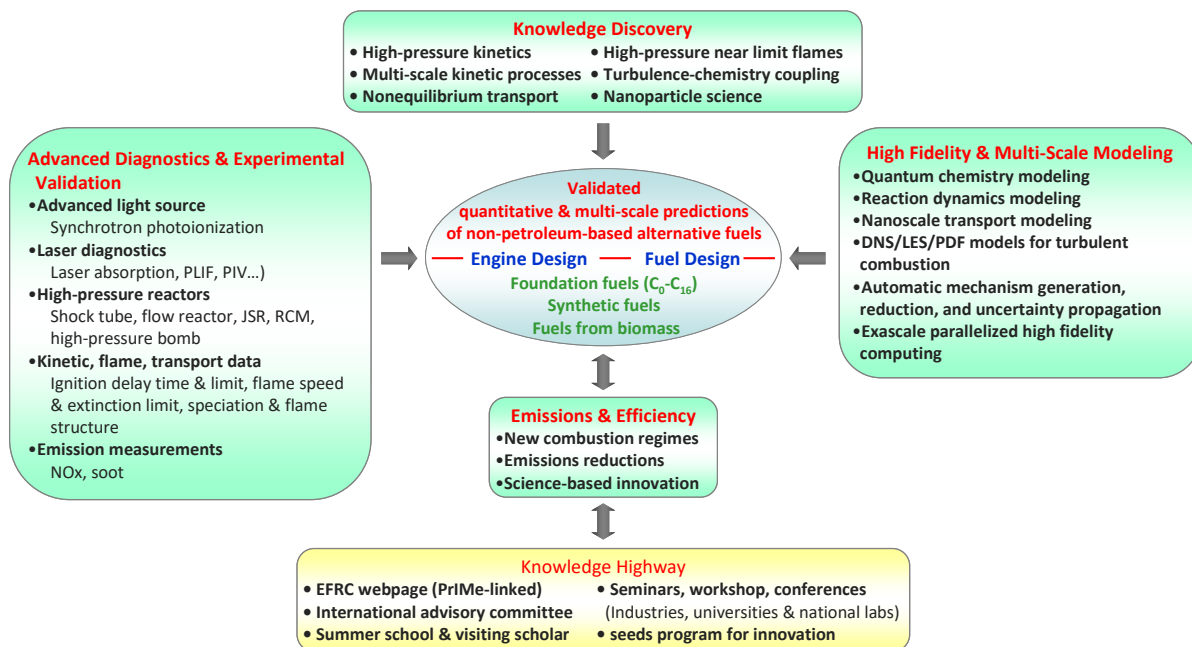 Knowledge Discovery
• High-pressure kinetics
• Multi-scale kinetic processes
• Nonequilibrium transport
• High-pressure near limit flames
• Turbulence-chemistry coupling
• Nanoparticle science
Advanced Diagnostics & Experimental
Validation
•Advanced light source
Synchrotron photoionization
•Laser diagnostics
Laser absorption, PLIF, PIV...)
•High-pressure reactors
Shock tube, flow reactor, JSR, RCM,
high-pressure bomb
•Kinetic, flame, transport data
Ignition delay time & limit, flame speed
& extinction limit, speciation & flame
structure
•Emission measurements
NOx, soot
Validated
quantitative & multi-scale predictions
of non-petroleum-based alternative fuels
Engine Design — Fuel Design
Foundation fuels (C₀-C₁₆)
Synthetic fuels
Fuels from biomass
High Fidelity & Multi-Scale Modeling
•Quantum chemistry modeling
•Reaction dynamics modeling
•Nanoscale transport modeling
•DNS/LES/PDF models for turbulent
combustion
•Automatic mechanism generation,
reduction, and uncertainty propagation
•Exascale parallelized high fidelity
computing
Emissions & Efficiency
•New combustion regimes
•Emissions reductions
•Science-based innovation
Knowledge Highway
• EFRC webpage (PrIMe-linked)
• International advisory committee
• Summer school & visiting scholar
• Seminars, workshop, conferences
(Industries, universities & national labs)
• seeds program for innovation